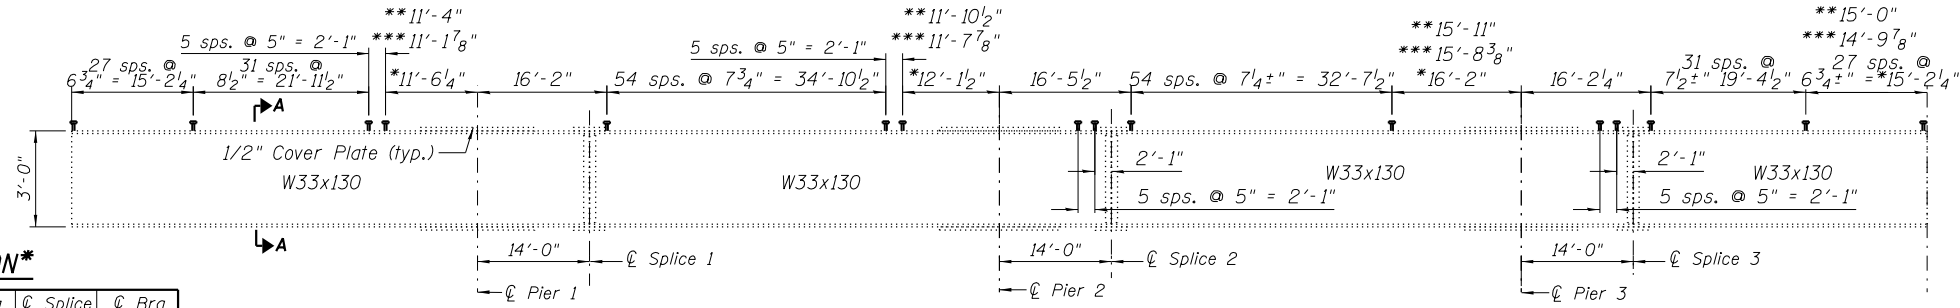 **11'-4"
***11'-1 7/8"
5 sps. @ 5" = 2'-1"
27 sps. @
6 3/4" = 15'-2 1/4"
31 sps. @
8 1/2" = 21'-11 1/2"
*11'-6 1/4"
16'-2"
**11'-10 1/2"
***11'-7 7/8"
5 sps. @ 5" = 2'-1"
54 sps. @ 7 3/4" = 34'-10 1/2"
*12'-1 1/2"
16'-5 1/2"
**15'-11"
***15'-8 3/8"
54 sps. @ 7 1/4±" = 32'-7 1/2"
*16'-2"
16'-2 1/4"
**15'-0"
***14'-9 7/8"
31 sps. @
7 1/2±" 19'-4 1/2"
27 sps. @
6 3/4±" = *15'-2 1/4"
A
1/2" Cover Plate (typ.)
3'-0"
W33x130
W33x130
W33x130
W33x130
2'-1"
5 sps. @ 5" = 2'-1"
2'-1"
5 sps. @ 5" = 2'-1"
A
14'-0"
℄ Splice 1
14'-0"
℄ Splice 2
14'-0"
℄ Splice 3
℄ Pier 1
℄ Pier 2
℄ Pier 3
ON*
℄ Splice
℄ Brg